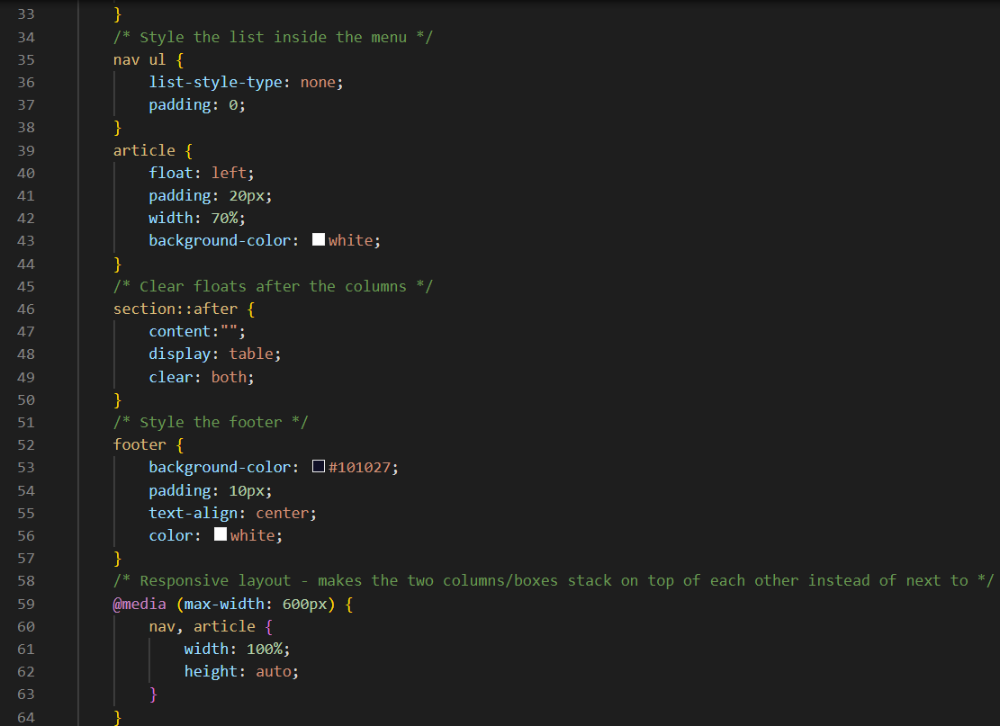 33 }
34 /* Style the list inside the menu */
35 nav ul {
36 list-style-type: none;
37 padding: 0;
38 }
39 article {
40 float: left;
41 padding: 20px;
42 width: 70%;
43 background-color: white;
44 }
45 /* Clear floats after the columns */
46 section::after {
47 content:"";
48 display: table;
49 clear: both;
50 }
51 /* Style the footer */
52 footer {
53 background-color: #101027;
54 padding: 10px;
55 text-align: center;
56 color: white;
57 }
58 /* Responsive layout - makes the two columns/boxes stack on top of each other instead of next to */
59 @media (max-width: 600px) {
60 nav, article {
61 width: 100%;
62 height: auto;
63 }
64 }